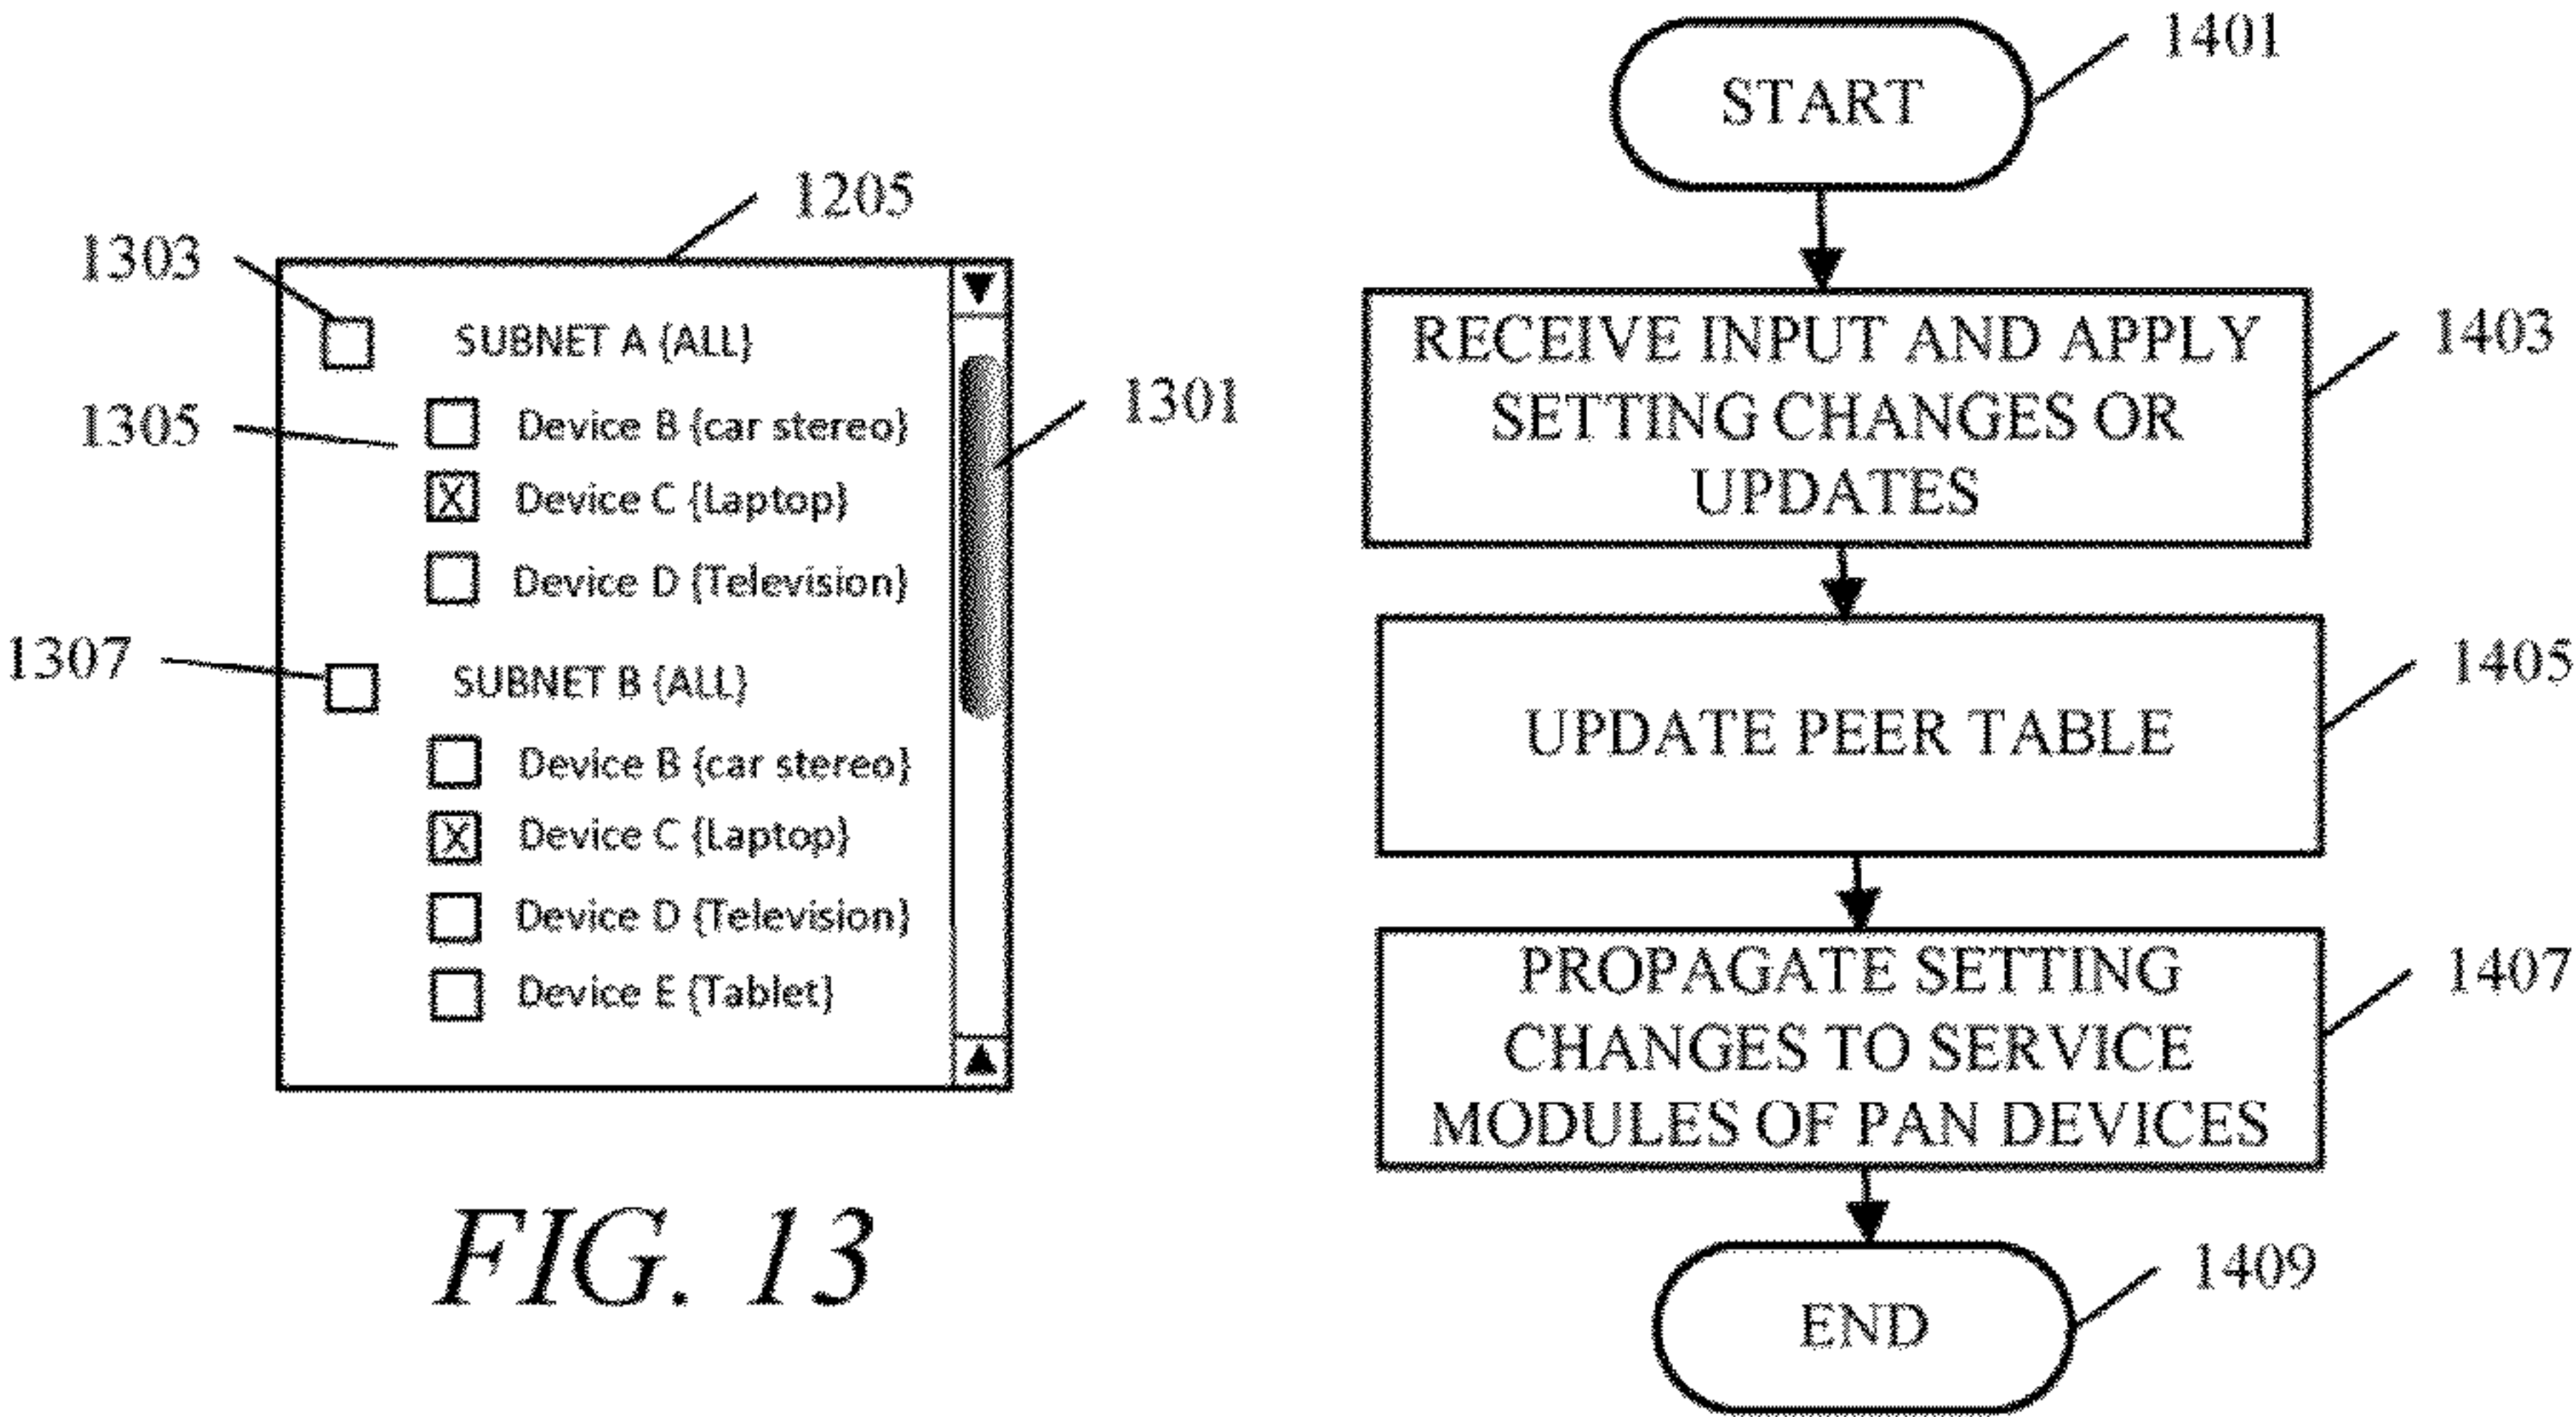 1205
1303
SUBNET A {ALL}
1305
Device B {car stereo}
1301
X Device C {Laptop}
Device D {Television}
1307
SUBNET B {ALL}
Device B {car stereo}
X Device C {Laptop}
Device D {Television}
Device E {Tablet}
FIG. 13
1401
START
1403
RECEIVE INPUT AND APPLY
SETTING CHANGES OR
UPDATES
1405
UPDATE PEER TABLE
1407
PROPAGATE SETTING
CHANGES TO SERVICE
MODULES OF PAN DEVICES
1409
END